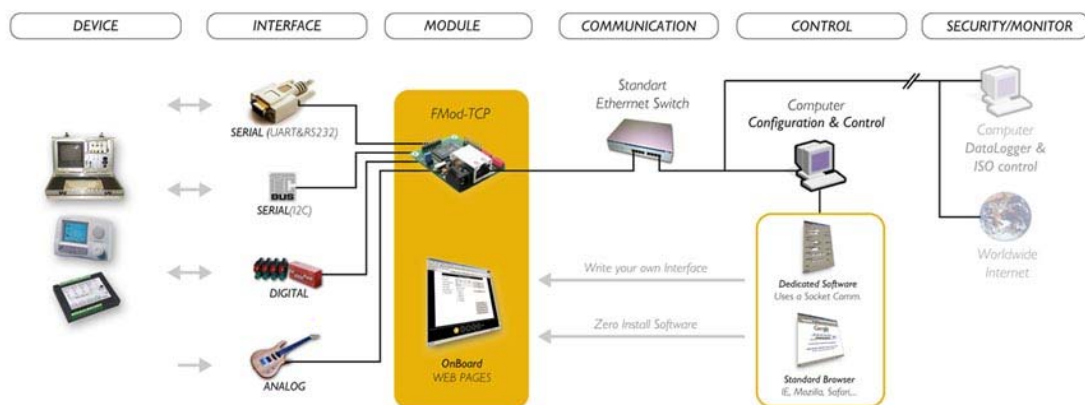 DEVICE
INTERFACE
MODULE
COMMUNICATION
CONTROL
SECURITY/MONITOR
SERIAL (UART&RS232)
BUS
SERIAL(I2C)
DIGITAL
ANALOG
FMod-TCP
OnBoard
WEB PAGES
Standart
Ethernet Switch
Write your own Interface
Zero Install Software
Computer
Configuration & Control
Dedicated Software
Uses a Socket Comm.
Standard Browser
IE, Mozilla, Safari,...
Computer
DataLogger &
ISO control
Worldwide
Internet